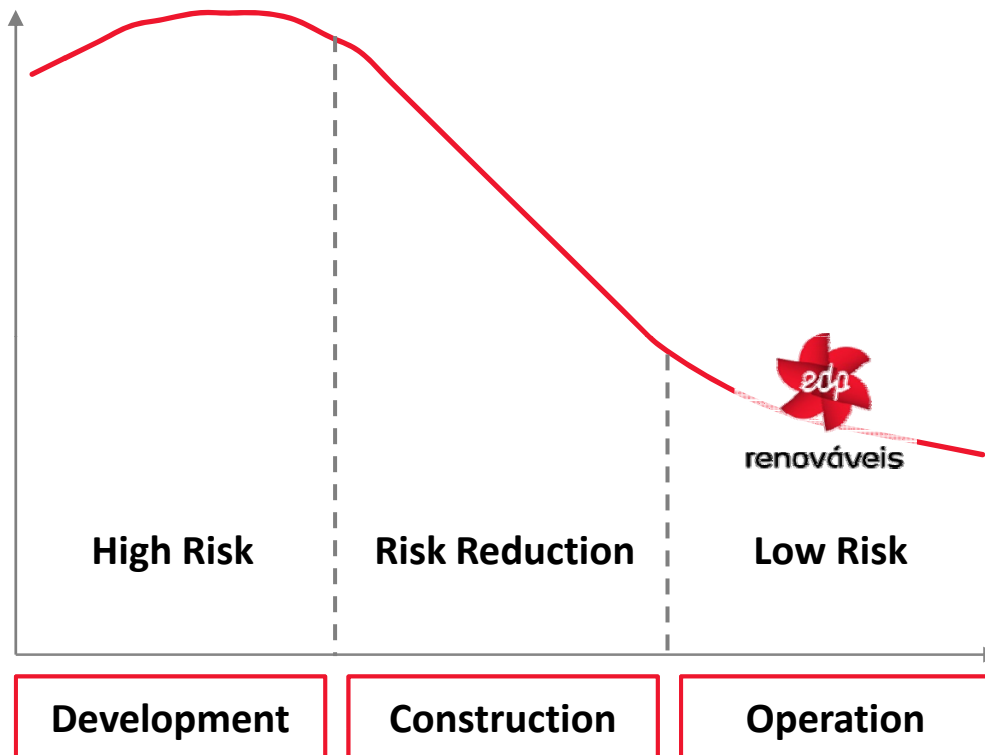 edp
renováveis
High Risk
Risk Reduction
Low Risk
Development
Construction
Operation